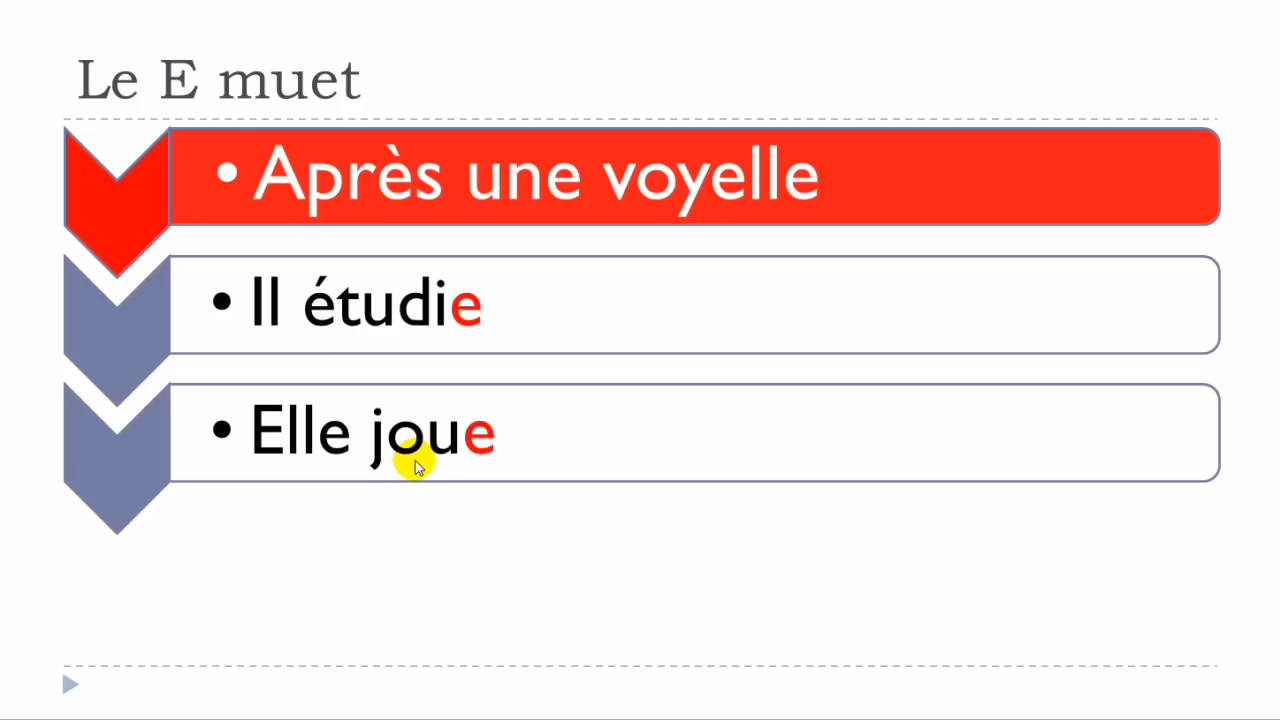 Le E muet
• Après une voyelle
• Il étudie
• Elle joue